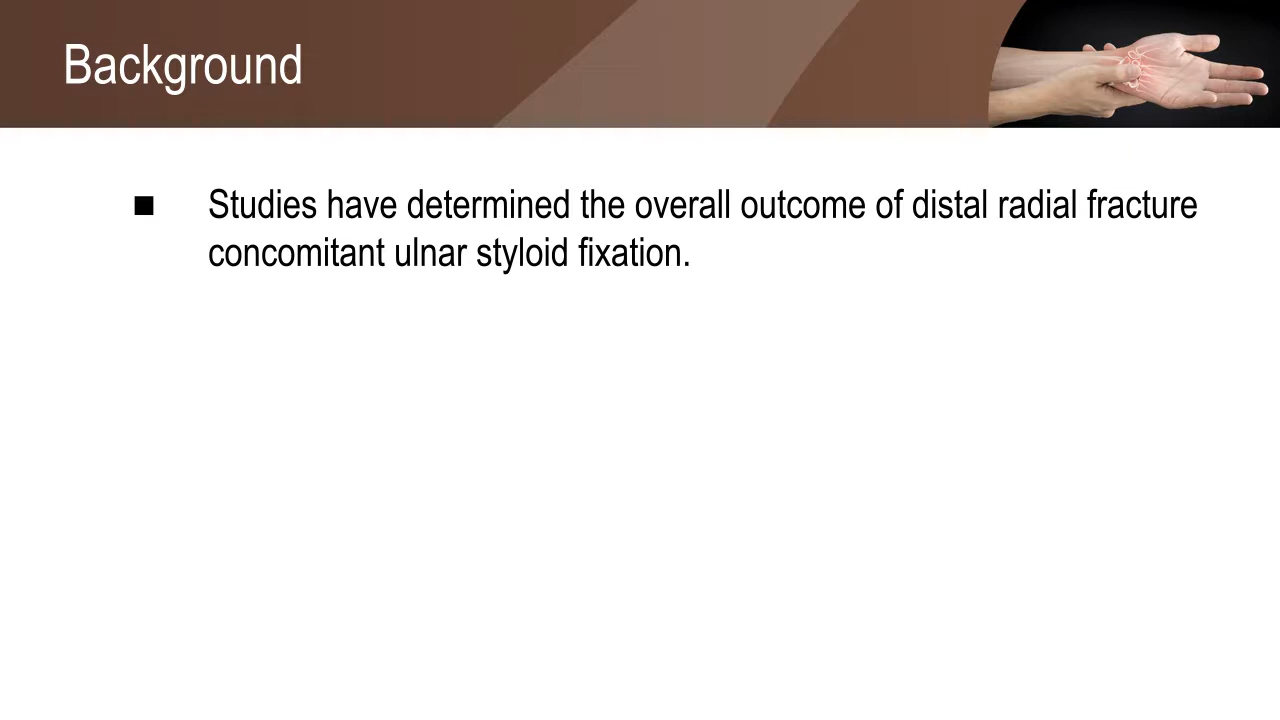 Background
■ Studies have determined the overall outcome of distal radial fracture
concomitant ulnar styloid fixation.